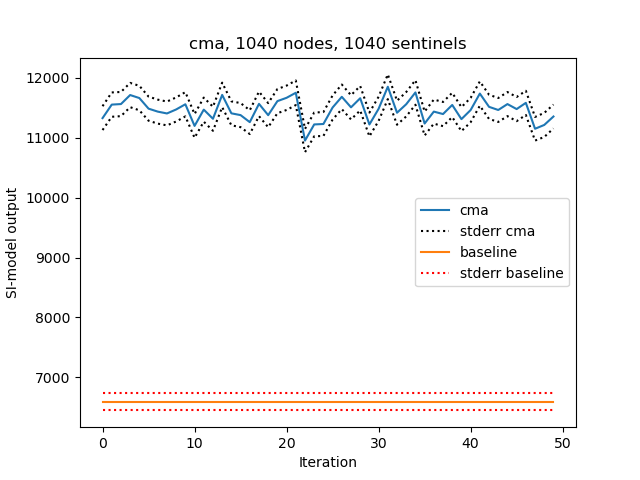 cma, 1040 nodes, 1040 sentinels
SI-model output
12000
11000
10000
9000
8000
7000
cma
stderr cma
baseline
stderr baseline
0
10
20
30
40
50
Iteration